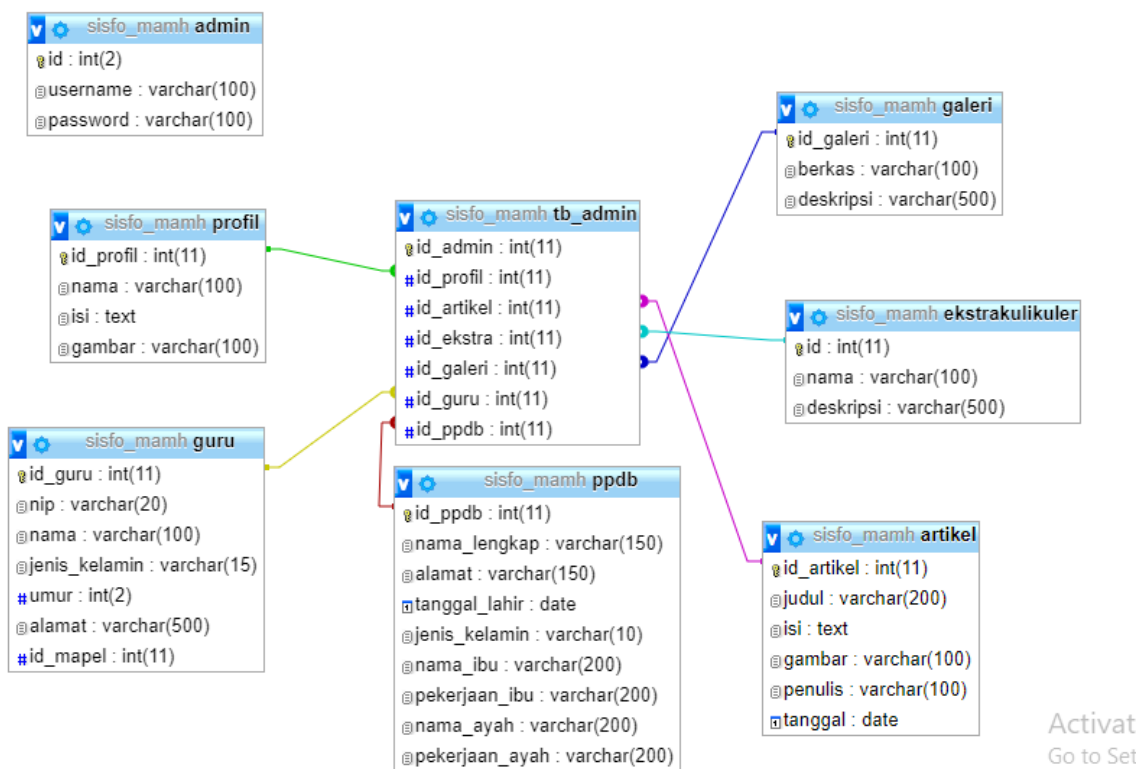 sisfo_mamh admin
id : int(2)
username : varchar(100)
password : varchar(100)
sisfo_mamh profil
id_profil : int(11)
nama : varchar(100)
isi : text
gambar : varchar(100)
sisfo_mamh guru
id_guru : int(11)
nip : varchar(20)
nama : varchar(100)
jenis_kelamin : varchar(15)
umur : int(2)
alamat : varchar(500)
id_mapel : int(11)
sisfo_mamh tb_admin
id_admin : int(11)
id_profil : int(11)
id_artikel : int(11)
id_ekstra : int(11)
id_galeri : int(11)
id_guru : int(11)
id_ppdb : int(11)
sisfo_mamh ppdb
id_ppdb : int(11)
nama_lengkap : varchar(150)
alamat : varchar(150)
tanggal_lahir : date
jenis_kelamin : varchar(10)
nama_ibu : varchar(200)
pekerjaan_ibu : varchar(200)
nama_ayah : varchar(200)
pekerjaan_ayah : varchar(200)
sisfo_mamh galeri
id_galeri : int(11)
berkas : varchar(100)
deskripsi : varchar(500)
sisfo_mamh ekstrakulikuler
id : int(11)
nama : varchar(100)
deskripsi : varchar(500)
sisfo_mamh artikel
id_artikel : int(11)
judul : varchar(200)
isi : text
gambar : varchar(100)
penulis : varchar(100)
tanggal : date
Activat
Go to Set